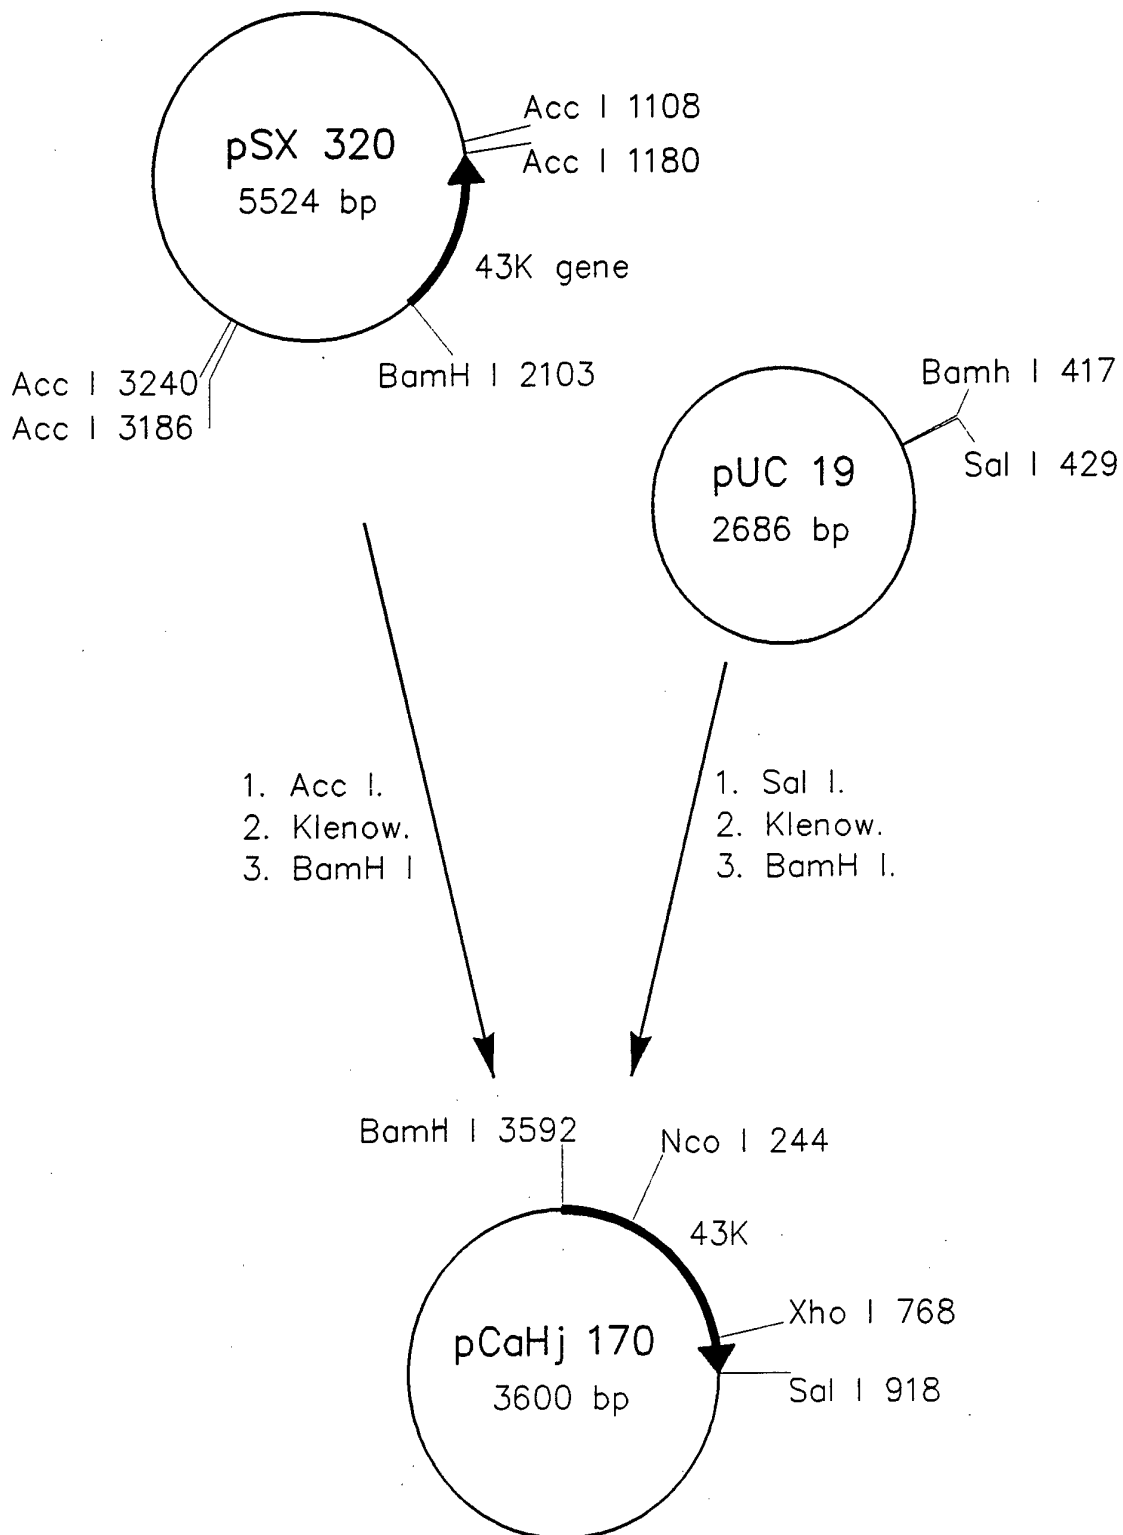 pSX 320
5524 bp
Acc I 1108
Acc I 1180
43K gene
BamH I 2103
Acc I 3240
Acc I 3186
pUC 19
2686 bp
Bamh I 417
Sal I 429
1. Acc I.
2. Klenow.
3. BamH I
1. Sal I.
2. Klenow.
3. BamH I.
BamH I 3592
Nco I 244
43K
Xho I 768
Sal I 918
pCaHj 170
3600 bp